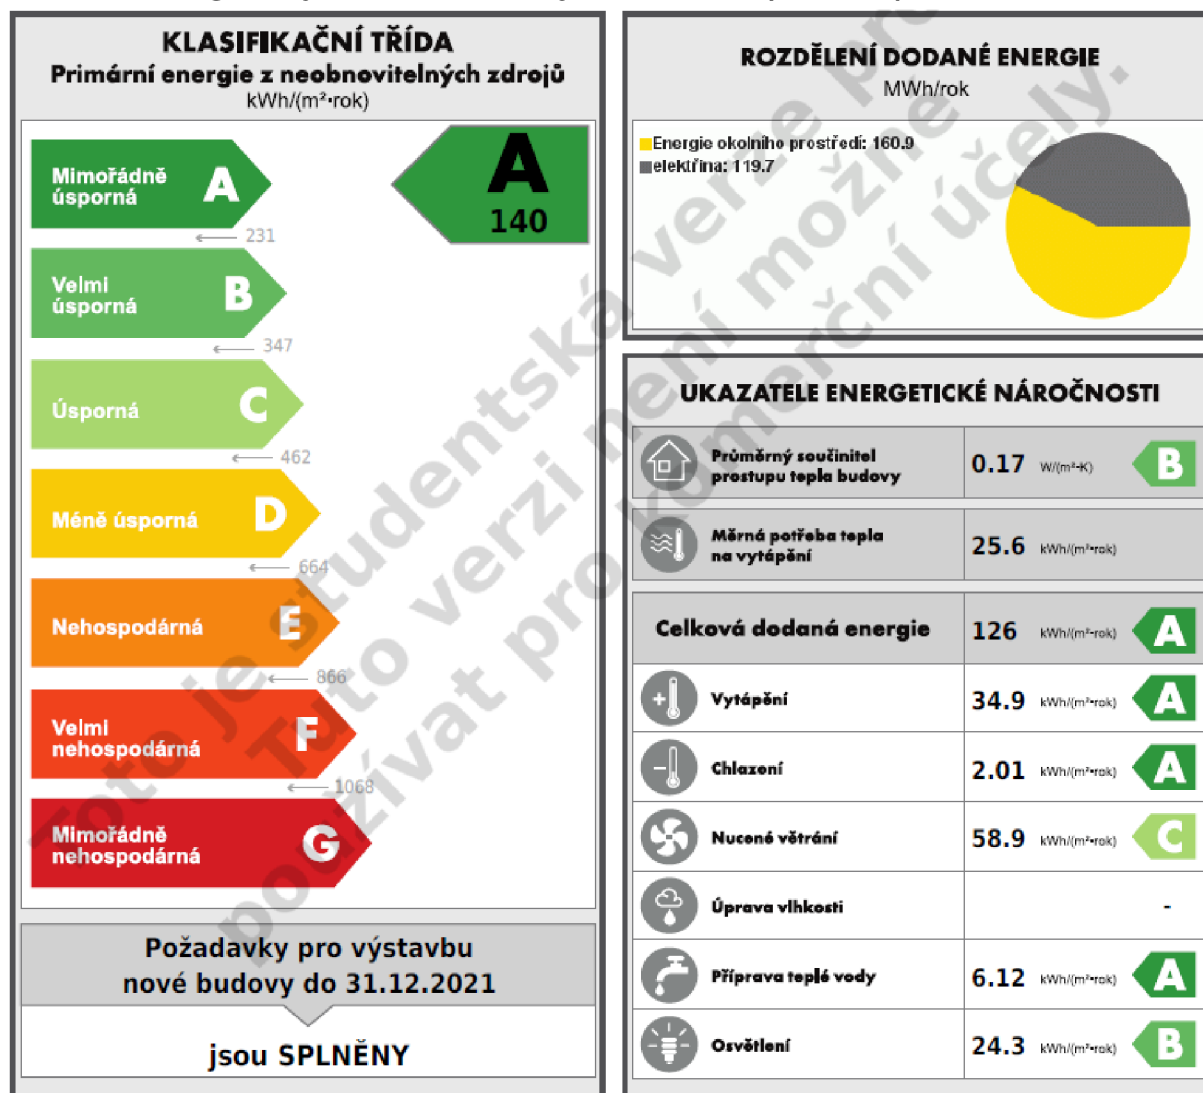 KLASIFIKAČNÍ TŘÍDA
Primární energie z neobnovitelných zdrojů
kWh/(m²·rok)
Mimořádně
úsporná
A
231
Velmi
úsporná
B
347
Úsporná
C
462
Méně úsporná
D
664
Nehospodárná
E
866
Velmi
nehospodárná
F
1068
Mimořádně
nehospodárná
G
A
140
Požadavky pro výstavbu
nové budovy do 31.12.2021
jsou SPLNĚNY
ROZDĚLENÍ DODANÉ ENERGIE
MWh/rok
Energie okolního prostředí: 160.9
elektřina: 119.7
UKAZATELE ENERGETICKÉ NÁROČNOSTI
Průměrný součinitel
prostupu tepla budovy
0.17 W/(m²·K) B
Měrná potřeba tepla
na vytápění
25.6 kWh/(m²·rok)
Celková dodaná energie 126 kWh/(m²·rok) A
Vytápění 34.9 kWh/(m²·rok) A
Chlazení 2.01 kWh/(m²·rok) A
Nucené větrání 58.9 kWh/(m²·rok) C
Úprava vlhkosti -
Příprava teplé vody 6.12 kWh/(m²·rok) A
Osvětlení 24.3 kWh/(m²·rok) B
Toto je studentská verze
Tuto verzi není možné
používat pro komerční účely.